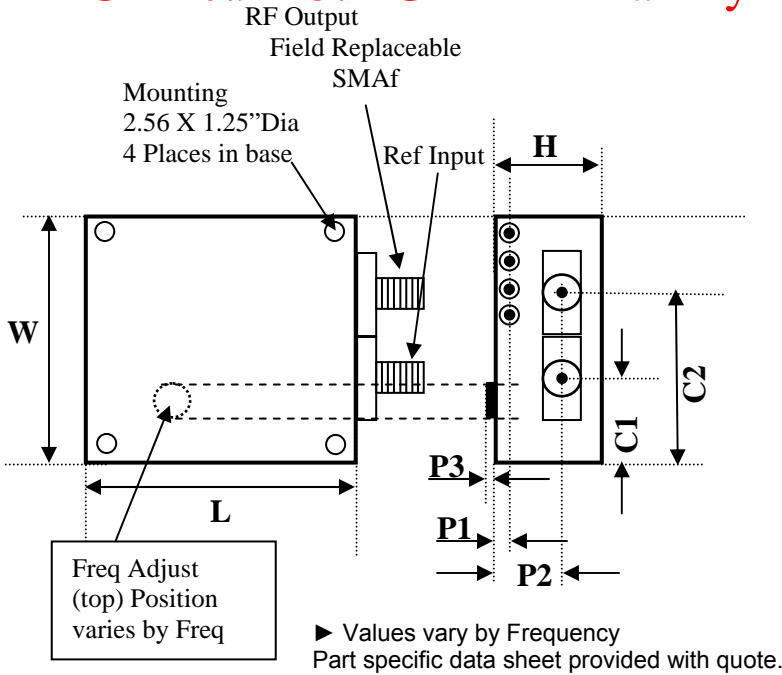 RF Output
Field Replaceable
SMAf
Mounting
2.56 X 1.25”Dia
4 Places in base
Ref Input
H
W
C2
C1
P3
L
P1
P2
Freq Adjust
(top) Position
varies by Freq
► Values vary by Frequency
Part specific data sheet provided with quote.